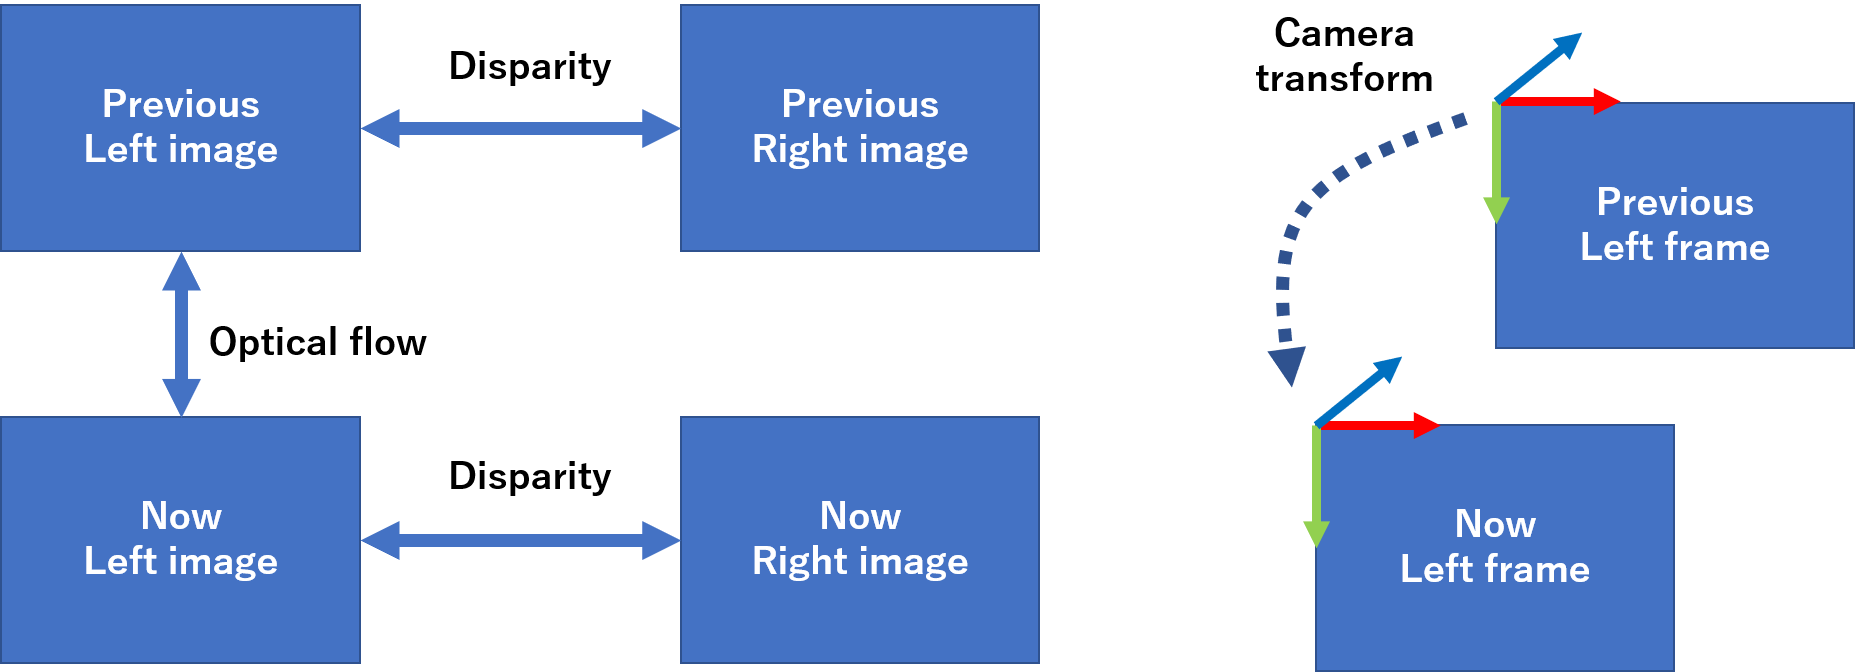 Previous
Left image
Disparity
Previous
Right image
Optical flow
Now
Left image
Disparity
Now
Right image
Camera
transform
Previous
Left frame
Now
Left frame